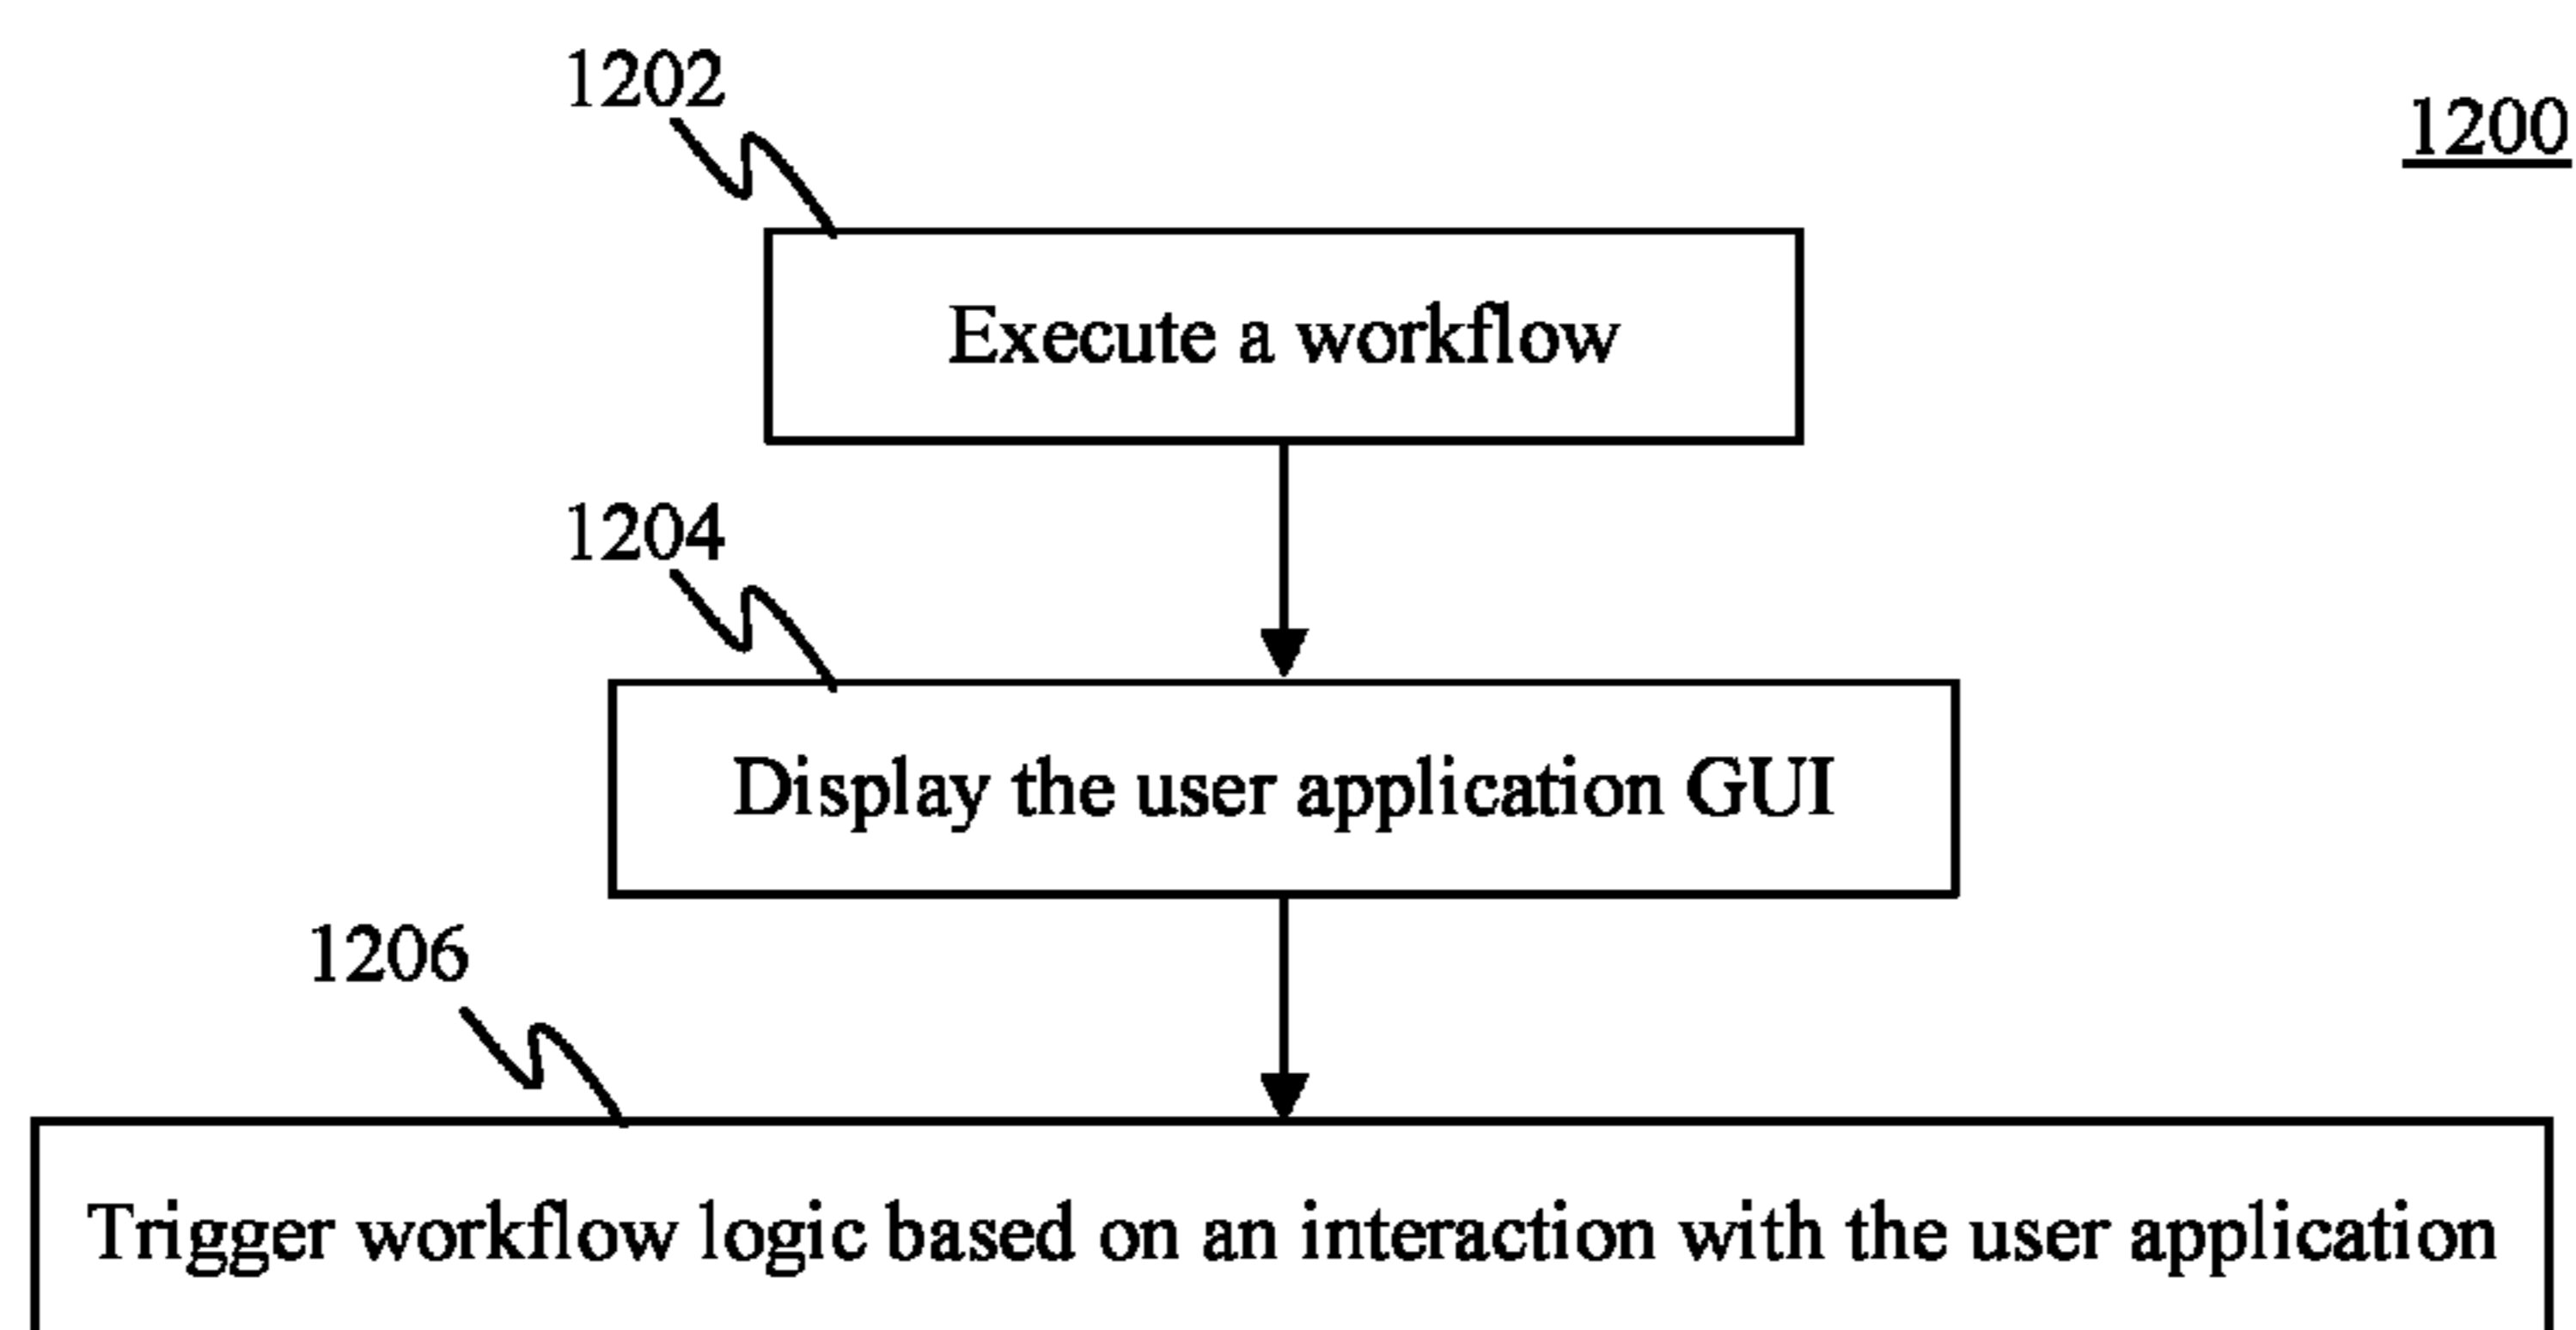 1202
1200
Execute a workflow
1204
Display the user application GUI
1206
Trigger workflow logic based on an interaction with the user application